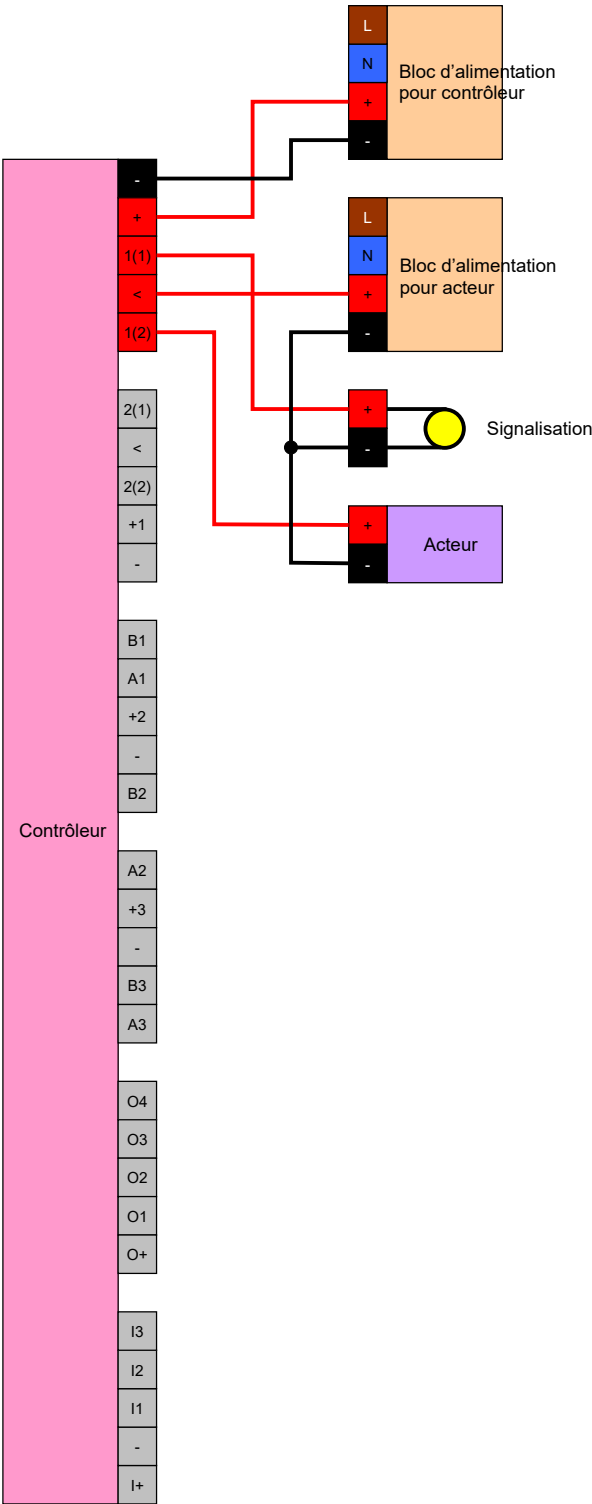 L
N
+
-
Bloc d’alimentation
pour contrôleur
L
N
+
-
Bloc d’alimentation
pour acteur
+
-
Signalisation
+
-
Acteur
Contrôleur
-
+
1(1)
<
1(2)
2(1)
<
2(2)
+1
-
B1
A1
+2
-
B2
A2
+3
-
B3
A3
O4
O3
O2
O1
O+
I3
I2
I1
-
I+